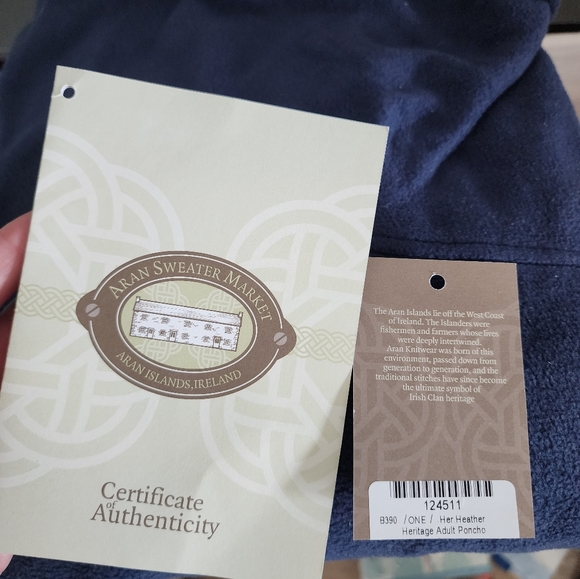 ARAN SWEATER MARKET
ARAN ISLANDS, IRELAND
Certificate
of
Authenticity
The Aran Islands lie off the West Coast
of Ireland. The Islanders were
fishermen and farmers whose lives
were deeply intertwined.
Aran Knitwear was born of this
environment, passed down from
generation to generation, and the
traditional stitches have since become
the ultimate symbol of
Irish Clan heritage
124511
B390 /ONE / Her.Heather
Heritage Adult Poncho